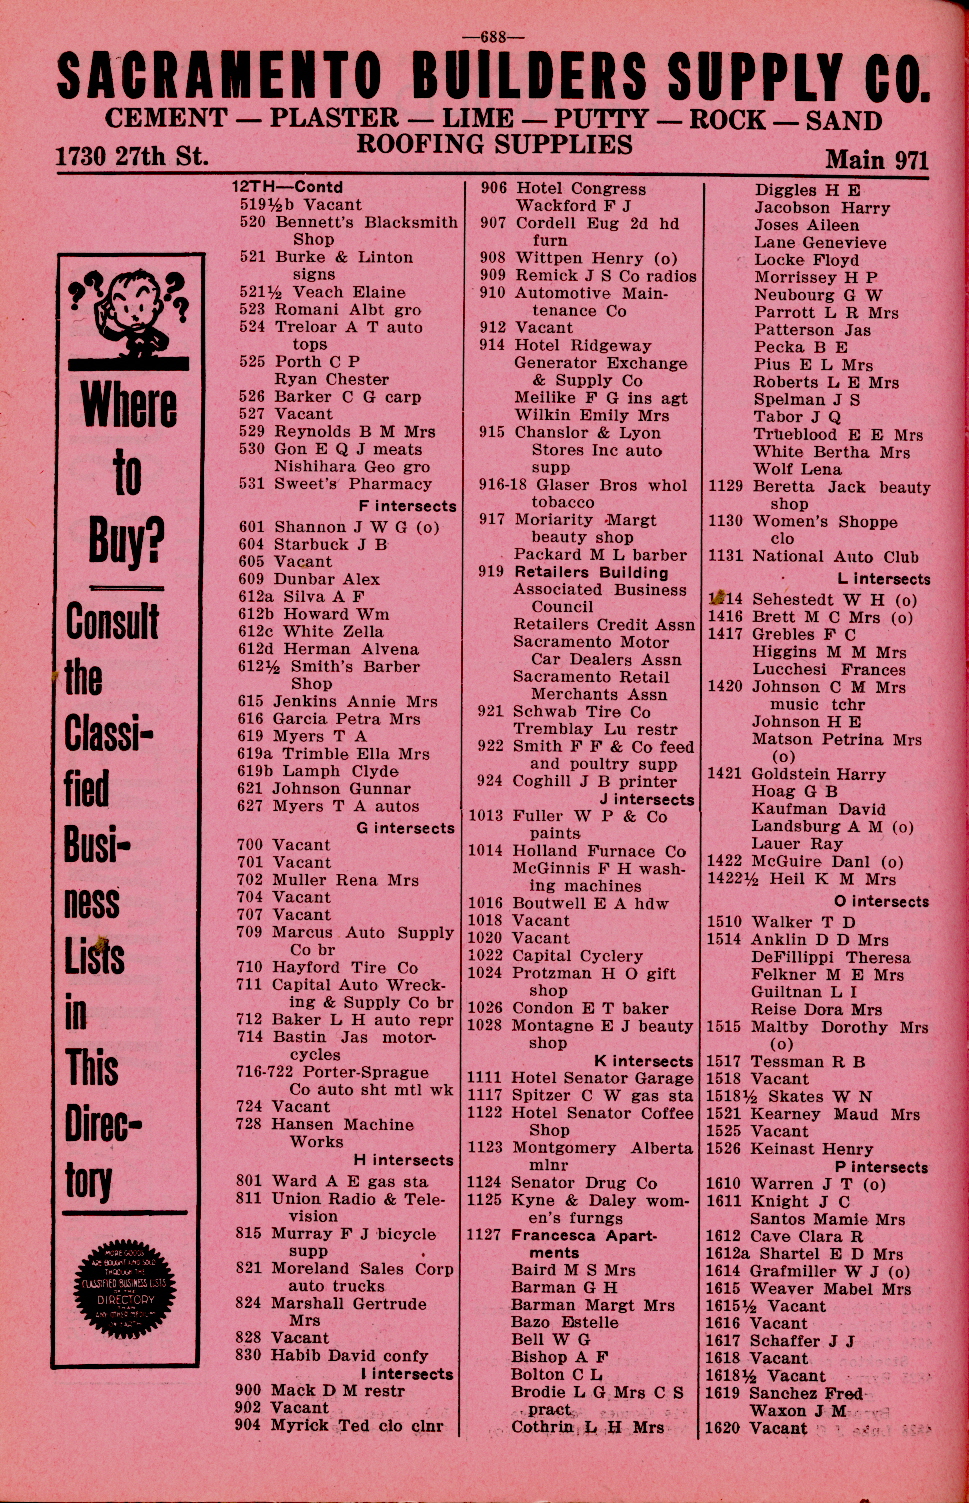 —688—
SACRAMENTO BUILDERS SUPPLY CO.
CEMENT — PLASTER — LIME — PUTTY — ROCK — SAND
ROOFING SUPPLIES
1730 27th St.
Main 971
? ? ? ?
Where
to
Buy?
Consult
the
Classi-
fied
Busi-
ness
Lists
in
This
Direc-
tory
MORE GOODS
ARE BOUGHT AND SOLD
THROUGH THE
CLASSIFIED BUSINESS LISTS
OF THE
DIRECTORY
THAN
12TH—Contd
519½b Vacant
520 Bennett's Blacksmith
Shop
521 Burke & Linton
signs
521½ Veach Elaine
523 Romani Albt gro
524 Treloar A T auto
tops
525 Porth C P
Ryan Chester
526 Barker C G carp
527 Vacant
529 Reynolds B M Mrs
530 Gon E Q J meats
Nishihara Geo gro
531 Sweet's Pharmacy
F intersects
601 Shannon J W G (o)
604 Starbuck J B
605 Vacant
609 Dunbar Alex
612a Silva A F
612b Howard Wm
612c White Zella
612d Herman Alvena
612½ Smith's Barber
Shop
615 Jenkins Annie Mrs
616 Garcia Petra Mrs
619 Myers T A
619a Trimble Ella Mrs
619b Lamph Clyde
621 Johnson Gunnar
627 Myers T A autos
G intersects
700 Vacant
701 Vacant
702 Muller Rena Mrs
704 Vacant
707 Vacant
709 Marcus Auto Supply
Co br
710 Hayford Tire Co
711 Capital Auto Wreck-
ing & Supply Co br
712 Baker L H auto repr
714 Bastin Jas motor-
cycles
716-722 Porter-Sprague
Co auto sht mtl wk
724 Vacant
728 Hansen Machine
Works
H intersects
801 Ward A E gas sta
811 Union Radio & Tele-
vision
815 Murray F J bicycle
supp
821 Moreland Sales Corp
auto trucks
824 Marshall Gertrude
Mrs
828 Vacant
830 Habib David confy
I intersects
900 Mack D M restr
902 Vacant
904 Myrick Ted clo clnr
906 Hotel Congress
Wackford F J
907 Cordell Eug 2d hd
furn
908 Wittpen Henry (o)
909 Remick J S Co radios
910 Automotive Main-
tenance Co
912 Vacant
914 Hotel Ridgeway
Generator Exchange
& Supply Co
Meilike F G ins agt
Wilkin Emily Mrs
915 Chanslor & Lyon
Stores Inc auto
supp
916-18 Glaser Bros whol
tobacco
917 Moriarity Margt
beauty shop
Packard M L barber
919 Retailers Building
Associated Business
Council
Retailers Credit Assn
Sacramento Motor
Car Dealers Assn
Sacramento Retail
Merchants Assn
921 Schwab Tire Co
Tremblay Lu restr
922 Smith F F & Co feed
and poultry supp
924 Coghill J B printer
J intersects
1013 Fuller W P & Co
paints
1014 Holland Furnace Co
McGinnis F H wash-
ing machines
1016 Boutwell E A hdw
1018 Vacant
1020 Vacant
1022 Capital Cyclery
1024 Protzman H O gift
shop
1026 Condon E T baker
1028 Montagne E J beauty
shop
K intersects
1111 Hotel Senator Garage
1117 Spitzer C W gas sta
1122 Hotel Senator Coffee
Shop
1123 Montgomery Alberta
mlnr
1124 Senator Drug Co
1125 Kyne & Daley wom-
en's furngs
1127 Francesca Apart-
ments
Baird M S Mrs
Barman G H
Barman Margt Mrs
Bazo Estelle
Bell W G
Bishop A F
Bolton C L
Brodie L G Mrs C S
pract
Cothrin L H Mrs
Diggles H E
Jacobson Harry
Joses Aileen
Lane Genevieve
Locke Floyd
Morrissey H P
Neubourg G W
Parrott L R Mrs
Patterson Jas
Pecka B E
Pius E L Mrs
Roberts L E Mrs
Spelman J S
Tabor J Q
Trueblood E E Mrs
White Bertha Mrs
Wolf Lena
1129 Beretta Jack beauty
shop
1130 Women's Shoppe
clo
1131 National Auto Club
L intersects
1414 Sehestedt W H (o)
1416 Brett M C Mrs (o)
1417 Grebles F C
Higgins M M Mrs
Lucchesi Frances
1420 Johnson C M Mrs
music tchr
Johnson H E
Matson Petrina Mrs
(o)
1421 Goldstein Harry
Hoag G B
Kaufman David
Landsburg A M (o)
Lauer Ray
1422 McGuire Danl (o)
1422½ Heil K M Mrs
O intersects
1510 Walker T D
1514 Anklin D D Mrs
DeFillippi Theresa
Felkner M E Mrs
Guiltnan L I
Reise Dora Mrs
1515 Maltby Dorothy Mrs
(o)
1517 Tessman R B
1518 Vacant
1518½ Skates W N
1521 Kearney Maud Mrs
1525 Vacant
1526 Keinast Henry
P intersects
1610 Warren J T (o)
1611 Knight J C
Santos Mamie Mrs
1612 Cave Clara R
1612a Shartel E D Mrs
1614 Grafmiller W J (o)
1615 Weaver Mabel Mrs
1615½ Vacant
1616 Vacant
1617 Schaffer J J
1618 Vacant
1618½ Vacant
1619 Sanchez Fred
Waxon J M
1620 Vacant